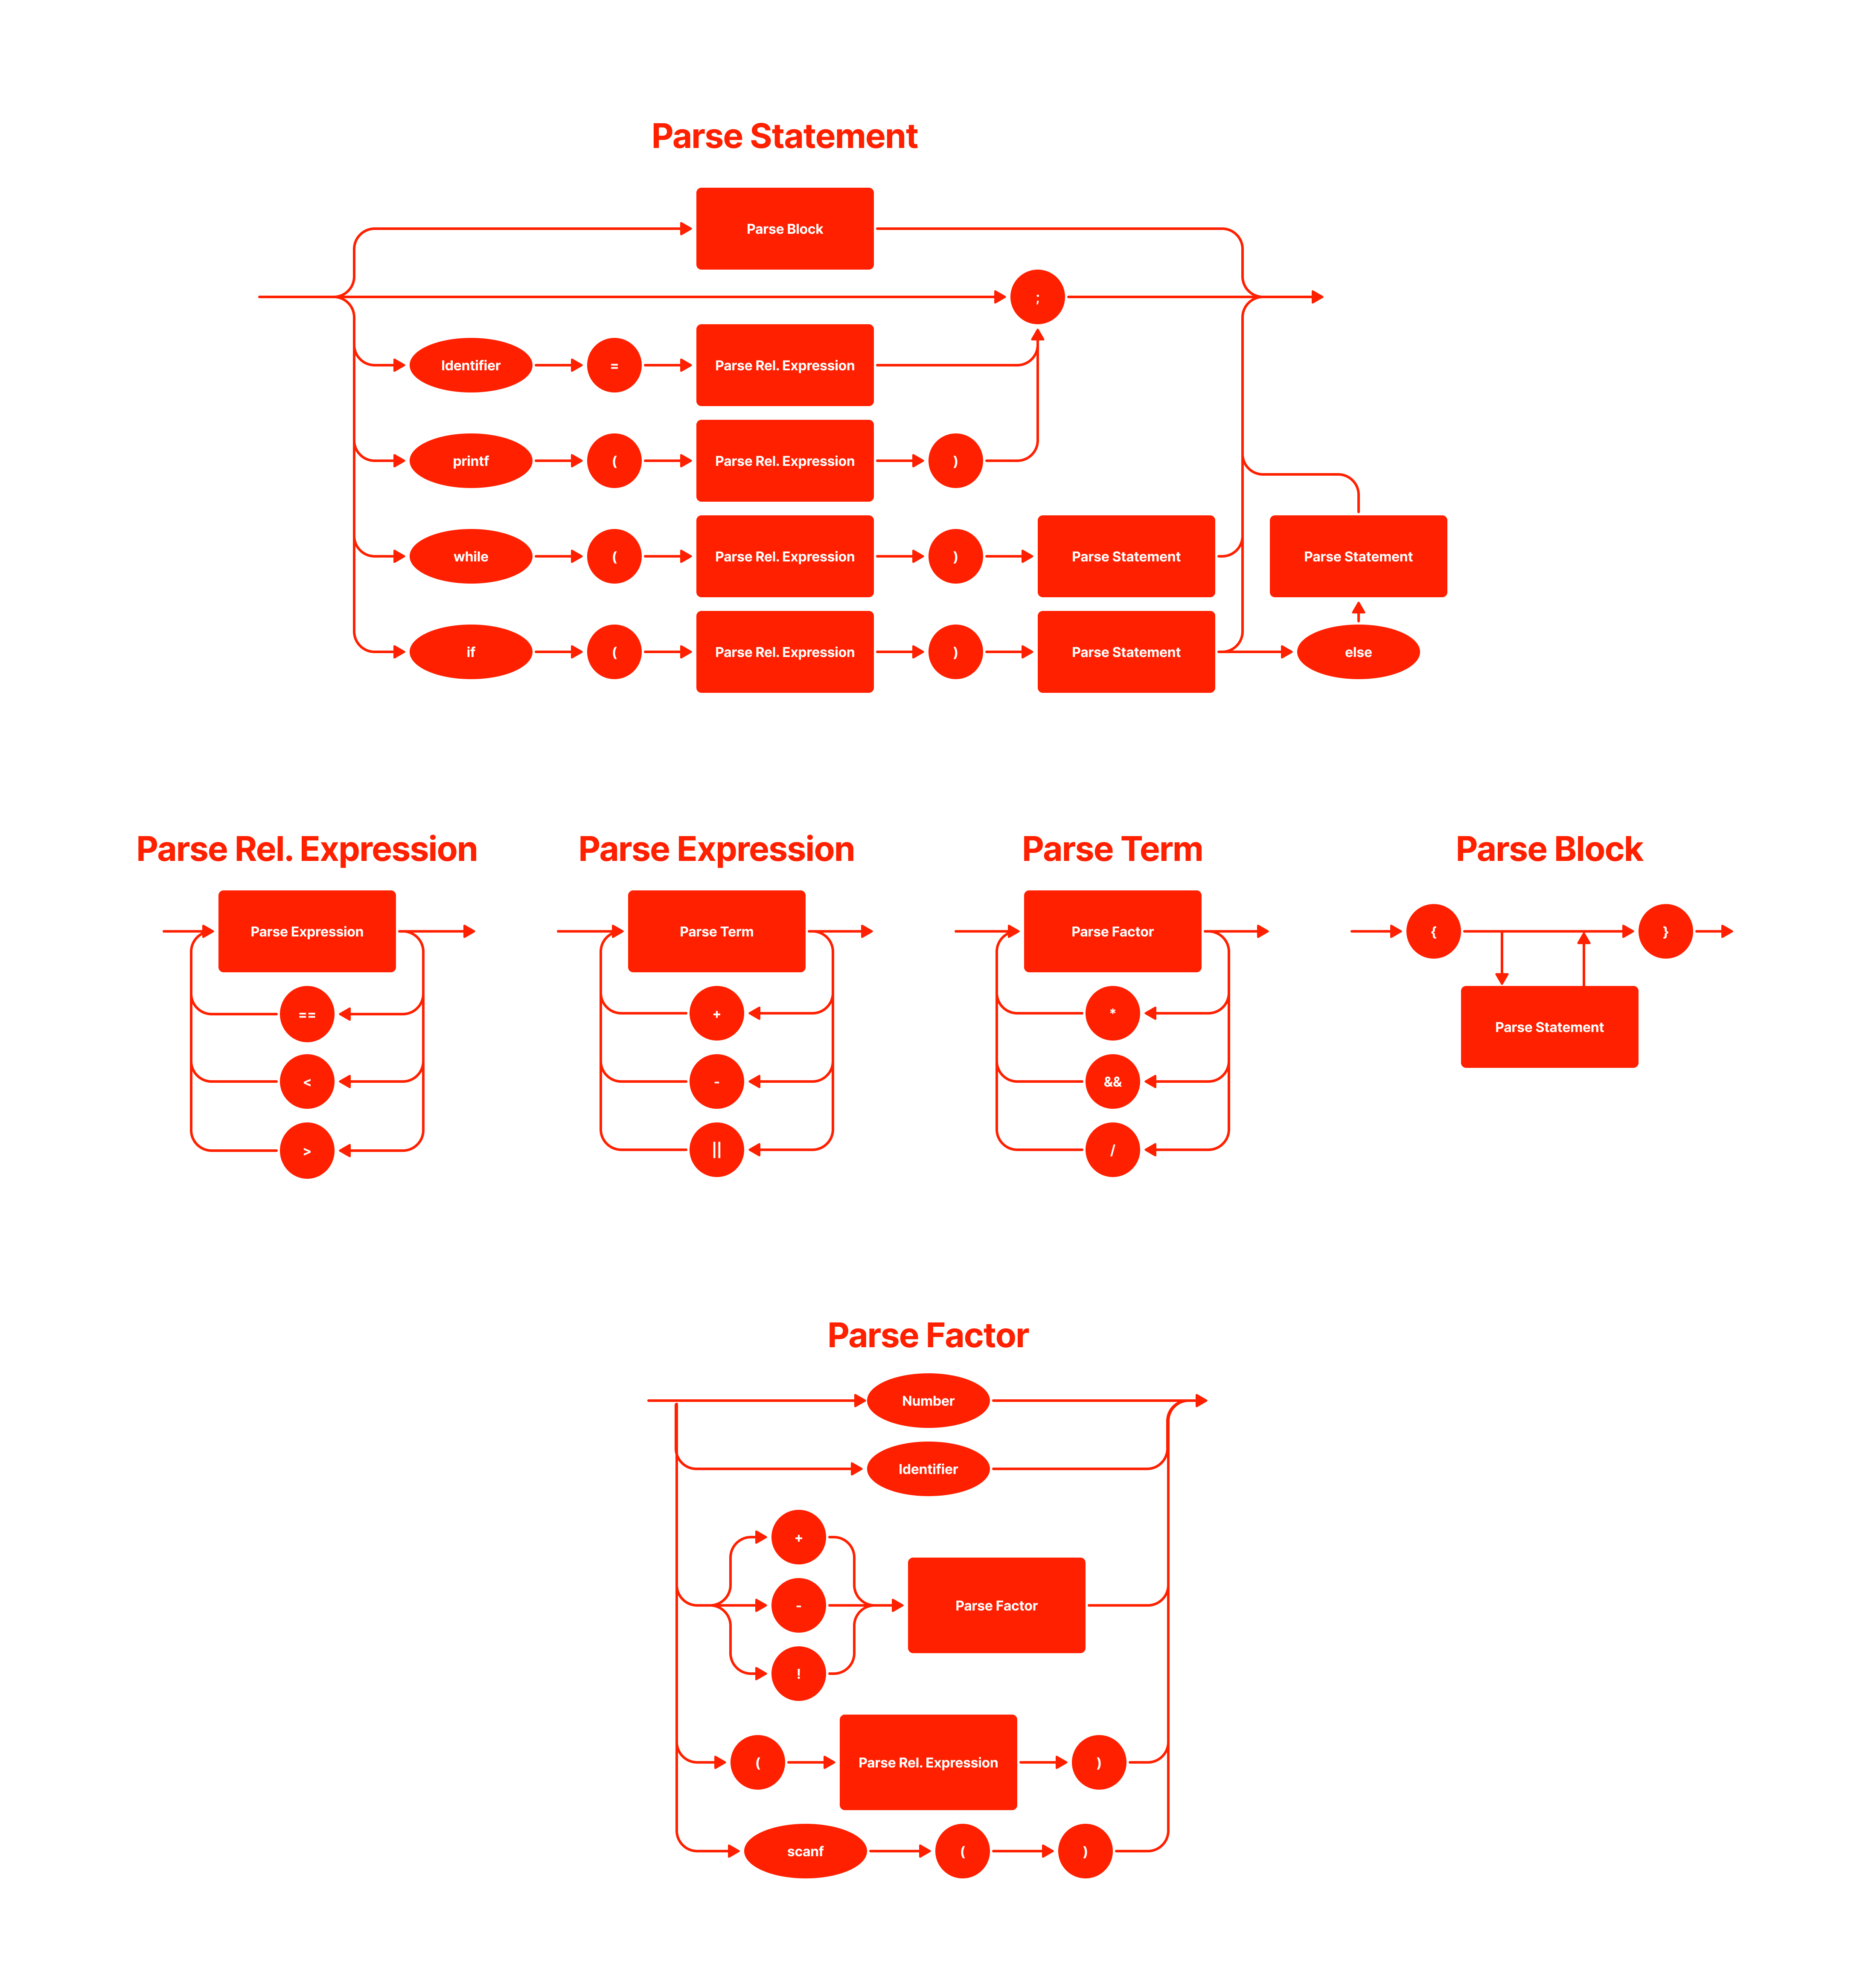 Parse Statement
Parse Block
;
Identifier = Parse Rel. Expression
printf ( Parse Rel. Expression )
while ( Parse Rel. Expression ) Parse Statement Parse Statement
if ( Parse Rel. Expression ) Parse Statement else
Parse Rel. Expression
Parse Expression
==
<
>
Parse Expression
Parse Term
+
-
||
Parse Term
Parse Factor
*
&&
/
Parse Block
{ }
Parse Statement
Parse Factor
Number
Identifier
+
- Parse Factor
!
( Parse Rel. Expression )
scanf ( )